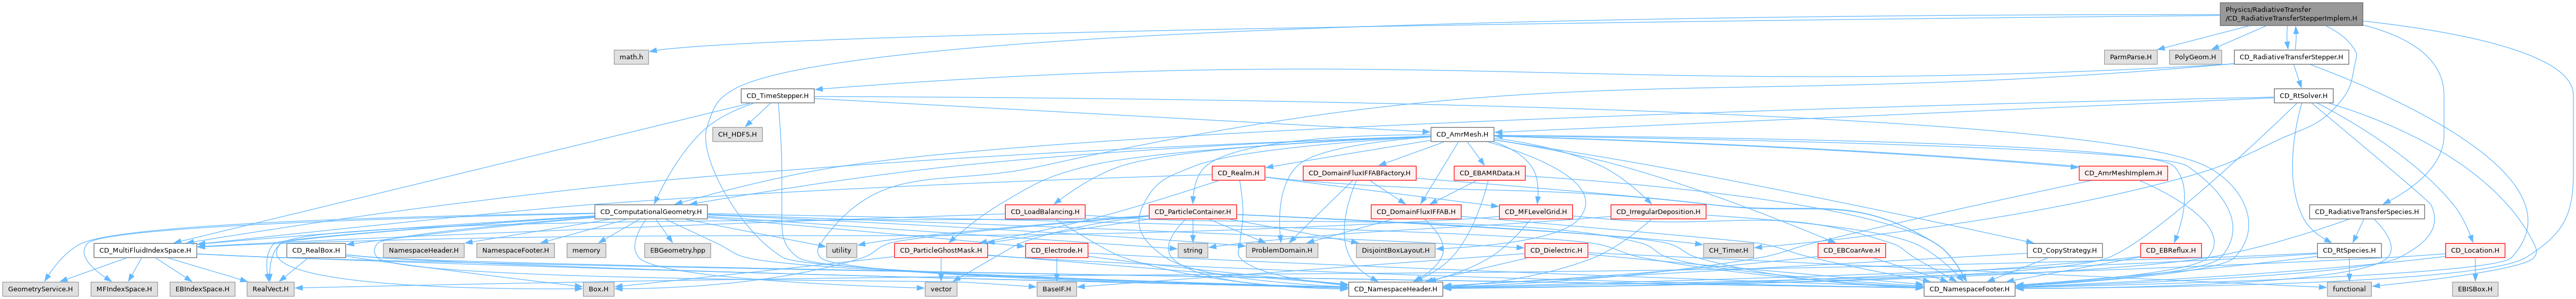 Physics/RadiativeTransfer
/CD_RadiativeTransferStepperImplem.H
math.h
ParmParse.H
PolyGeom.H
CD_RadiativeTransferStepper.H
CD_TimeStepper.H
CD_RtSolver.H
CH_HDF5.H
CD_AmrMesh.H
CD_Realm.H
CD_DomainFluxIFFABFactory.H
CD_EBAMRData.H
CD_AmrMeshImplem.H
CD_ComputationalGeometry.H
CD_LoadBalancing.H
CD_ParticleContainer.H
CD_DomainFluxIFFAB.H
CD_MFLevelGrid.H
CD_IrregularDeposition.H
CD_RadiativeTransferSpecies.H
CD_MultiFluidIndexSpace.H
CD_RealBox.H
NamespaceHeader.H
NamespaceFooter.H
memory
EBGeometry.hpp
utility
CD_ParticleGhostMask.H
CD_Electrode.H
string
ProblemDomain.H
DisjointBoxLayout.H
CD_Dielectric.H
CH_Timer.H
CD_EBCoarAve.H
CD_CopyStrategy.H
CD_EBReflux.H
CD_RtSpecies.H
CD_Location.H
GeometryService.H
MFIndexSpace.H
EBIndexSpace.H
RealVect.H
Box.H
vector
BaseIF.H
CD_NamespaceHeader.H
CD_NamespaceFooter.H
functional
EBISBox.H